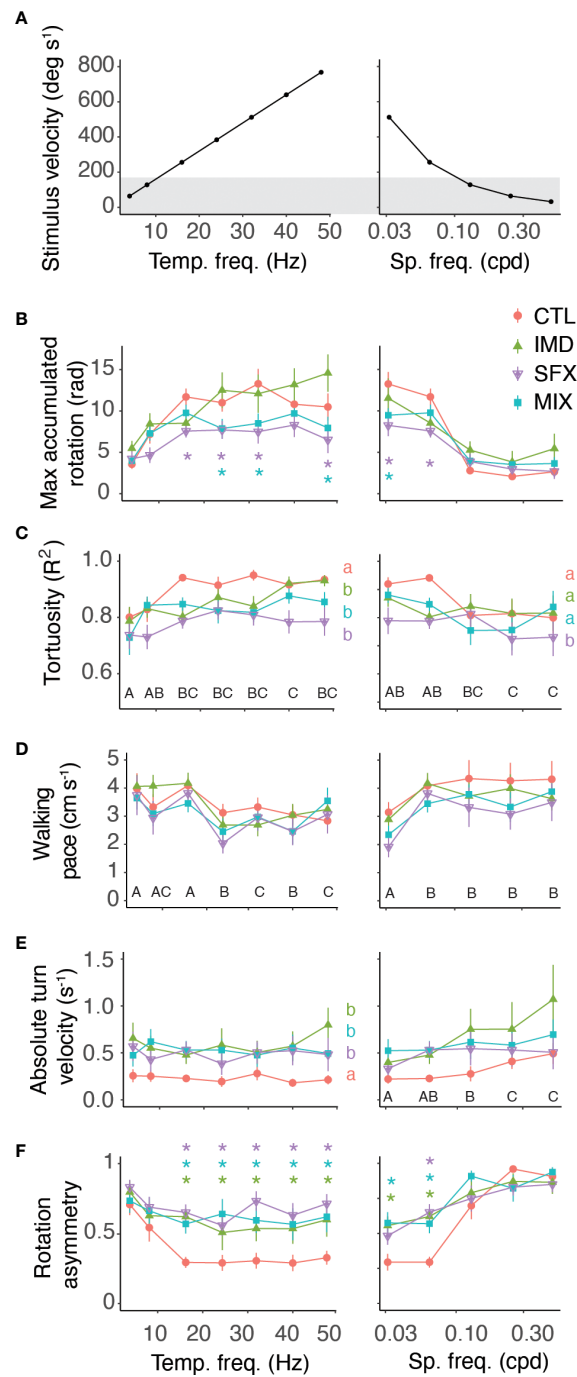 A
Stimulus velocity (deg s¹)
800
600
400
200
0
10 20 30 40 50
0.03 0.10 0.30
Temp. freq. (Hz)
Sp. freq. (cpd)
CTL
IMD
SFX
MIX
B
Max accumulated
rotation (rad)
15
10
5
0
* * * *
* * *
* *
*
C
Tortuosity (R²)
1.0
0.8
0.6
a
b
b
b
A AB BC BC BC C BC
a
a
a
b
AB AB BC C C
D
Walking
pace (cm s⁻¹)
5
4
3
2
1
0
A AC A B C B C
A B B B B
E
Absolute turn
velocity (s⁻¹)
1.5
1.0
0.5
0.0
b
b
b
a
A AB B C C
F
Rotation
asymmetry
1
0.5
0
* * * * *
* * * * *
* * * * *
*
* *
* *
10 20 30 40 50
0.03 0.10 0.30
Temp. freq. (Hz)
Sp. freq. (cpd)